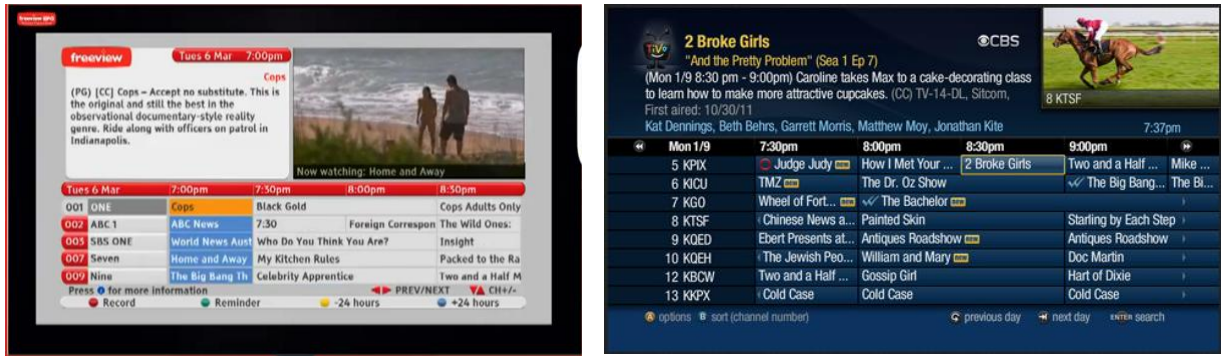 freeview
Tues 6 Mar 7:00pm
Cops
(PG) [CC] Cops – Accept no substitute. This is
the original and still the best in the
observational documentary-style reality
genre. Ride along with officers on patrol in
Indianapolis.
Now watching: Home and Away
Tues 6 Mar 7:00pm 7:30pm 8:00pm 8:30pm
001 ONE Cops Black Gold Cops Adults Only
002 ABC 1 ABC News 7:30 Foreign Correspon The Wild Ones:
003 SBS ONE World News Aust Who Do You Think You Are? Insight
007 Seven Home and Away My Kitchen Rules Packed to the Ra
009 Nine The Big Bang Th Celebrity Apprentice Two and a Half M
Press for more information PREV/NEXT CH+/-
Record Reminder -24 hours +24 hours
TiVo
2 Broke Girls
CBS
"And the Pretty Problem" (Sea 1 Ep 7)
(Mon 1/9 8:30 pm - 9:00pm) Caroline takes Max to a cake-decorating class
to learn how to make more attractive cupcakes. (CC) TV-14-DL, Sitcom,
First aired: 10/30/11
Kat Dennings, Beth Behrs, Garrett Morris, Matthew Moy, Jonathan Kite
8 KTSF
7:37pm
Mon 1/9 7:30pm 8:00pm 8:30pm 9:00pm
5 KPIX Judge Judy NEW How I Met Your ... 2 Broke Girls Two and a Half ... Mike ...
6 KICU TMZ NEW The Dr. Oz Show The Big Bang... The Bi...
7 KGO Wheel of Fort... NEW The Bachelor NEW
8 KTSF Chinese News a... Painted Skin Starling by Each Step
9 KQED Ebert Presents at... Antiques Roadshow NEW Antiques Roadshow
10 KQEH The Jewish Peo... William and Mary NEW Doc Martin
12 KBCW Two and a Half ... Gossip Girl Hart of Dixie
13 KKPX Cold Case Cold Case Cold Case
A options B sort (channel number) previous day next day ENTER search